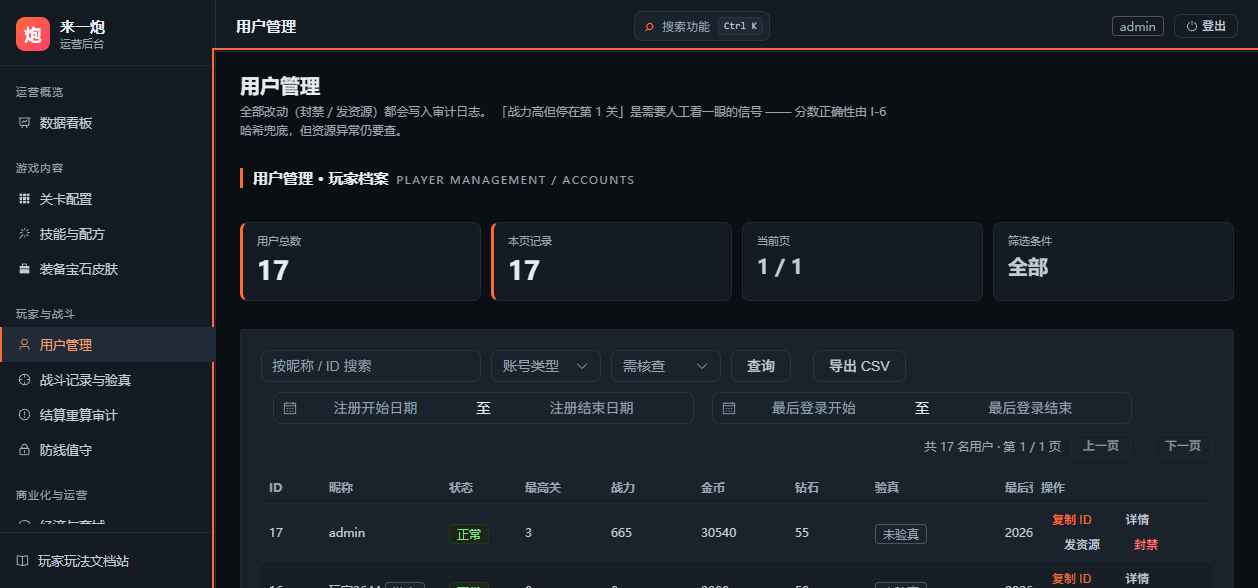 炮
来一炮
运营后台
运营概览
数据看板
游戏内容
关卡配置
技能与配方
装备宝石皮肤
玩家与战斗
用户管理
战斗记录与验真
结算重算审计
防线值守
商业化与运营
玩家玩法文档站
用户管理
搜索功能 Ctrl K
admin
登出
用户管理
全部改动（封禁 / 发资源）都会写入审计日志。 「战力高但停在第 1 关」是需要人工看一眼的信号 —— 分数正确性由 I-6
哈希兜底，但资源异常仍要查。
用户管理 • 玩家档案 PLAYER MANAGEMENT / ACCOUNTS
用户总数
17
本页记录
17
当前页
1 / 1
筛选条件
全部
按昵称 / ID 搜索 账号类型 需核查 查询 导出 CSV
注册开始日期 至 注册结束日期 最后登录开始 至 最后登录结束
共 17 名用户 · 第 1 / 1 页 上一页 下一页
ID 昵称 状态 最高关 战力 金币 钻石 验真 最后 操作
17 admin 正常 3 665 30540 55 未验真 2026 复制 ID 详情
发资源 封禁
复制 ID 详情